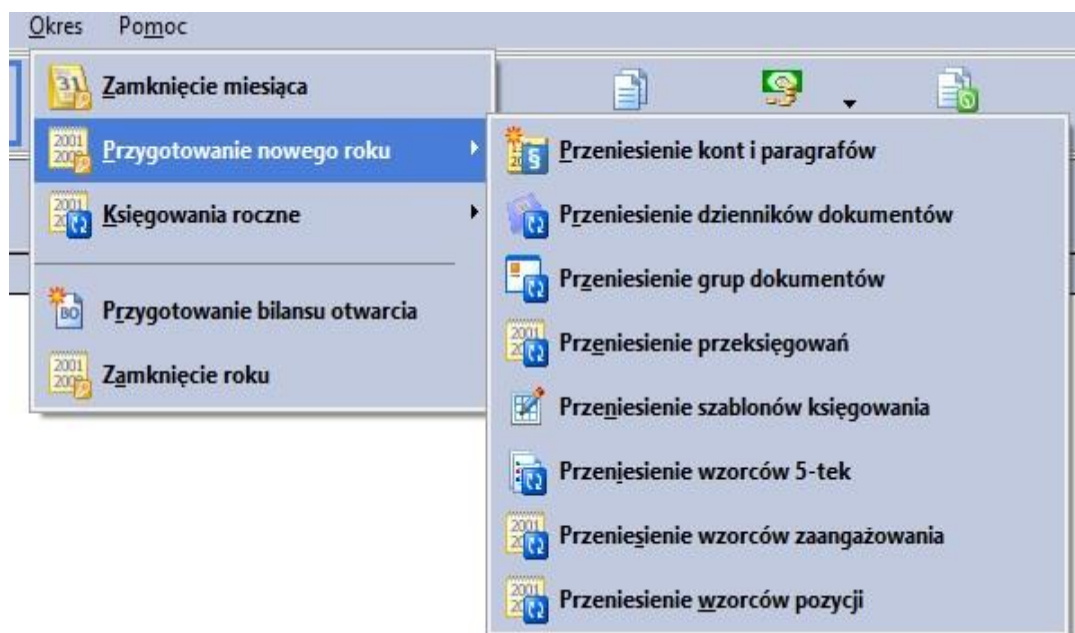 Okres Pomoc
Zamknięcie miesiąca
Przygotowanie nowego roku
Księgowania roczne
Przygotowanie bilansu otwarcia
Zamknięcie roku
Przeniesienie kont i paragrafów
Przeniesienie dzienników dokumentów
Przeniesienie grup dokumentów
Przeniesienie przeksięgowań
Przeniesienie szablonów księgowania
Przeniesienie wzorców 5-tek
Przeniesienie wzorców zaangażowania
Przeniesienie wzorców pozycji